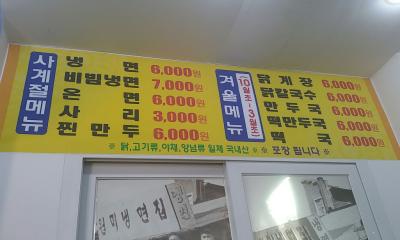 사계절메뉴
냉면 6,000원
비빔냉면 7,000원
온면 6,000원
사리 3,000원
찐만두 6,000원
겨울메뉴
(10월초~3월초)
닭게장 6,000원
닭칼국수 6,000원
만두국 6,000원
떡만두국 6,000원
떡국 6,000원
※ 닭,고기류,야채,양념류 일체 국내산 ※
※ 포장 됩니다 ※